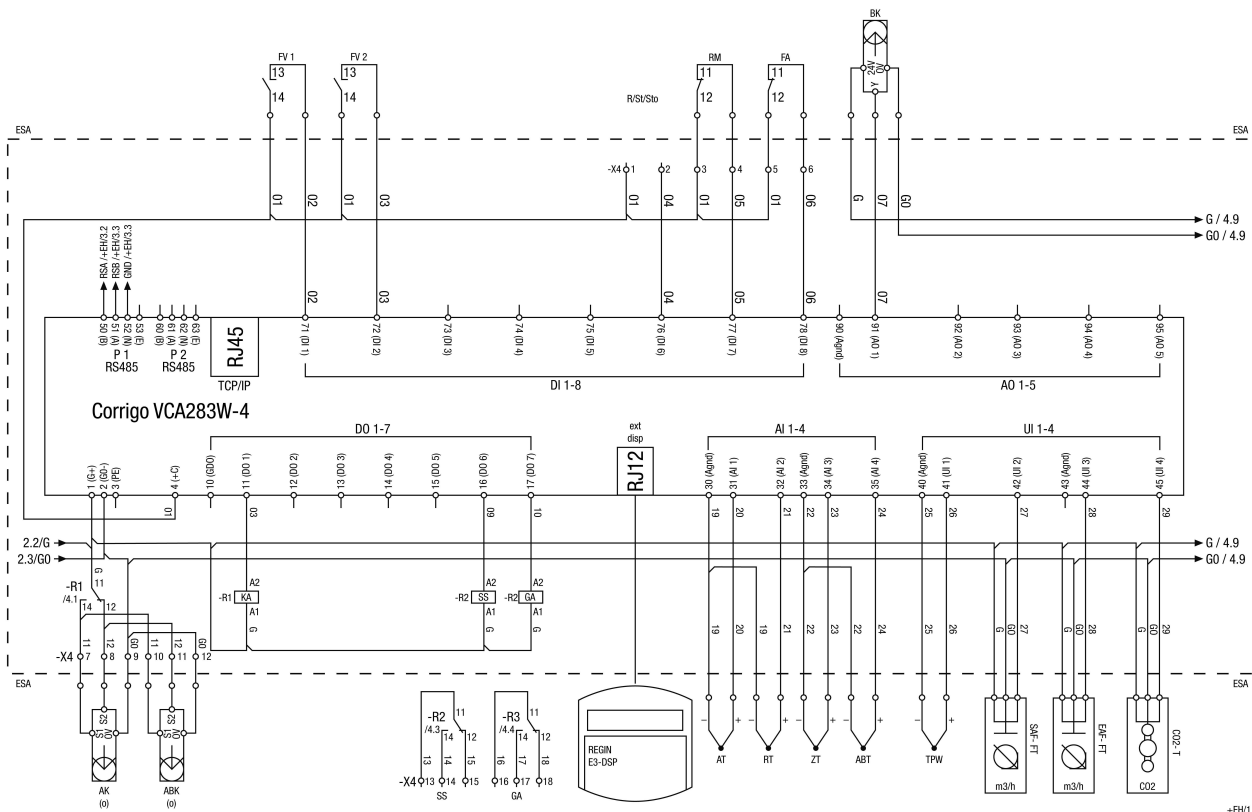 BK
FV 1
FV 2
RM
FA
13
13
11
11
14
14
12
12
24V
0V
Y
R/St/Sto
ESA
ESA
-X4
1
2
3
4
5
6
01
02
01
03
01
04
01
05
01
06
G
07
G0
G / 4.9
G0 / 4.9
RSA /+EH/3.2
RSB /+EH/3.3
GND /+EH/3.3
02
03
04
05
06
07
50 (B)
51 (A)
52 (N)
53 (E)
60 (B)
61 (A)
62 (N)
63 (E)
RJ45
71 (DI 1)
72 (DI 2)
73 (DI 3)
74 (DI 4)
75 (DI 5)
76 (DI 6)
77 (DI 7)
78 (DI 8)
90 (Agnd)
91 (AO 1)
92 (AO 2)
93 (AO 3)
94 (AO 4)
95 (AO 5)
P 1
RS485
P 2
RS485
TCP/IP
DI 1-8
AO 1-5
Corrigo VCA283W-4
DO 1-7
ext
disp
AI 1-4
UI 1-4
1 (G+)
2 (G0-)
3 (PE)
4 (+C)
10 (GDO)
11 (DO 1)
12 (DO 2)
13 (DO 3)
14 (DO 4)
15 (DO 5)
16 (DO 6)
17 (DO 7)
RJ12
30 (Agnd)
31 (AI 1)
32 (AI 2)
33 (Agnd)
34 (AI 3)
35 (AI 4)
40 (Agnd)
41 (UI 1)
42 (UI 2)
43 (Agnd)
44 (UI 3)
45 (UI 4)
01
03
09
10
19
20
21
22
23
24
25
26
27
28
29
2.2/G
2.3/G0
G / 4.9
G0 / 4.9
G
-R1
/4.1
11
14
12
A2
-R1
KA
A1
G
A2
-R2
SS
A1
G
A2
-R2
GA
A1
G
11
12
G0
11
12
G0
19
20
19
21
22
23
22
24
25
26
G
G0
27
G
G0
28
G
G0
29
-X4
7
8
9
10
11
12
ESA
ESA
S1
S2
0V
S1
S2
0V
AK
(o)
ABK
(o)
-R2
/4.3
11
14
12
13
14
15
-X4
13
14
15
SS
-R3
/4.4
11
14
12
16
17
18
16
17
18
GA
REGIN
E3-DSP
–
+
–
+
–
+
–
+
–
+
AT
RT
ZT
ABT
TPW
SAF- FT
m3/h
EAF- FT
m3/h
CO2- T
CO2
+EH/1